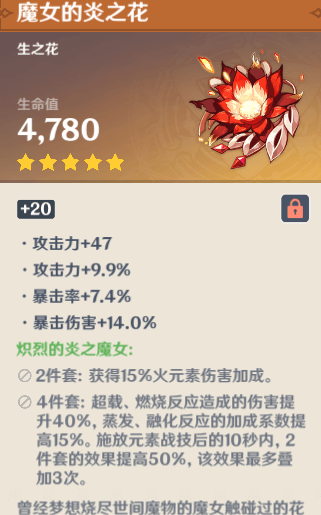 魔女的炎之花
生之花
生命值
4,780
+20
·攻击力+47
·攻击力+9.9%
·暴击率+7.4%
·暴击伤害+14.0%
炽烈的炎之魔女:
2件套: 获得15%火元素伤害加成。
4件套: 超载、燃烧反应造成的伤害提
升40%, 蒸发、融化反应的加成系数提
高15%。施放元素战技后的10秒内, 2
件套的效果提高50%, 该效果最多叠
加3次。
曾经梦想烧尽世间魔物的魔女触碰过的花